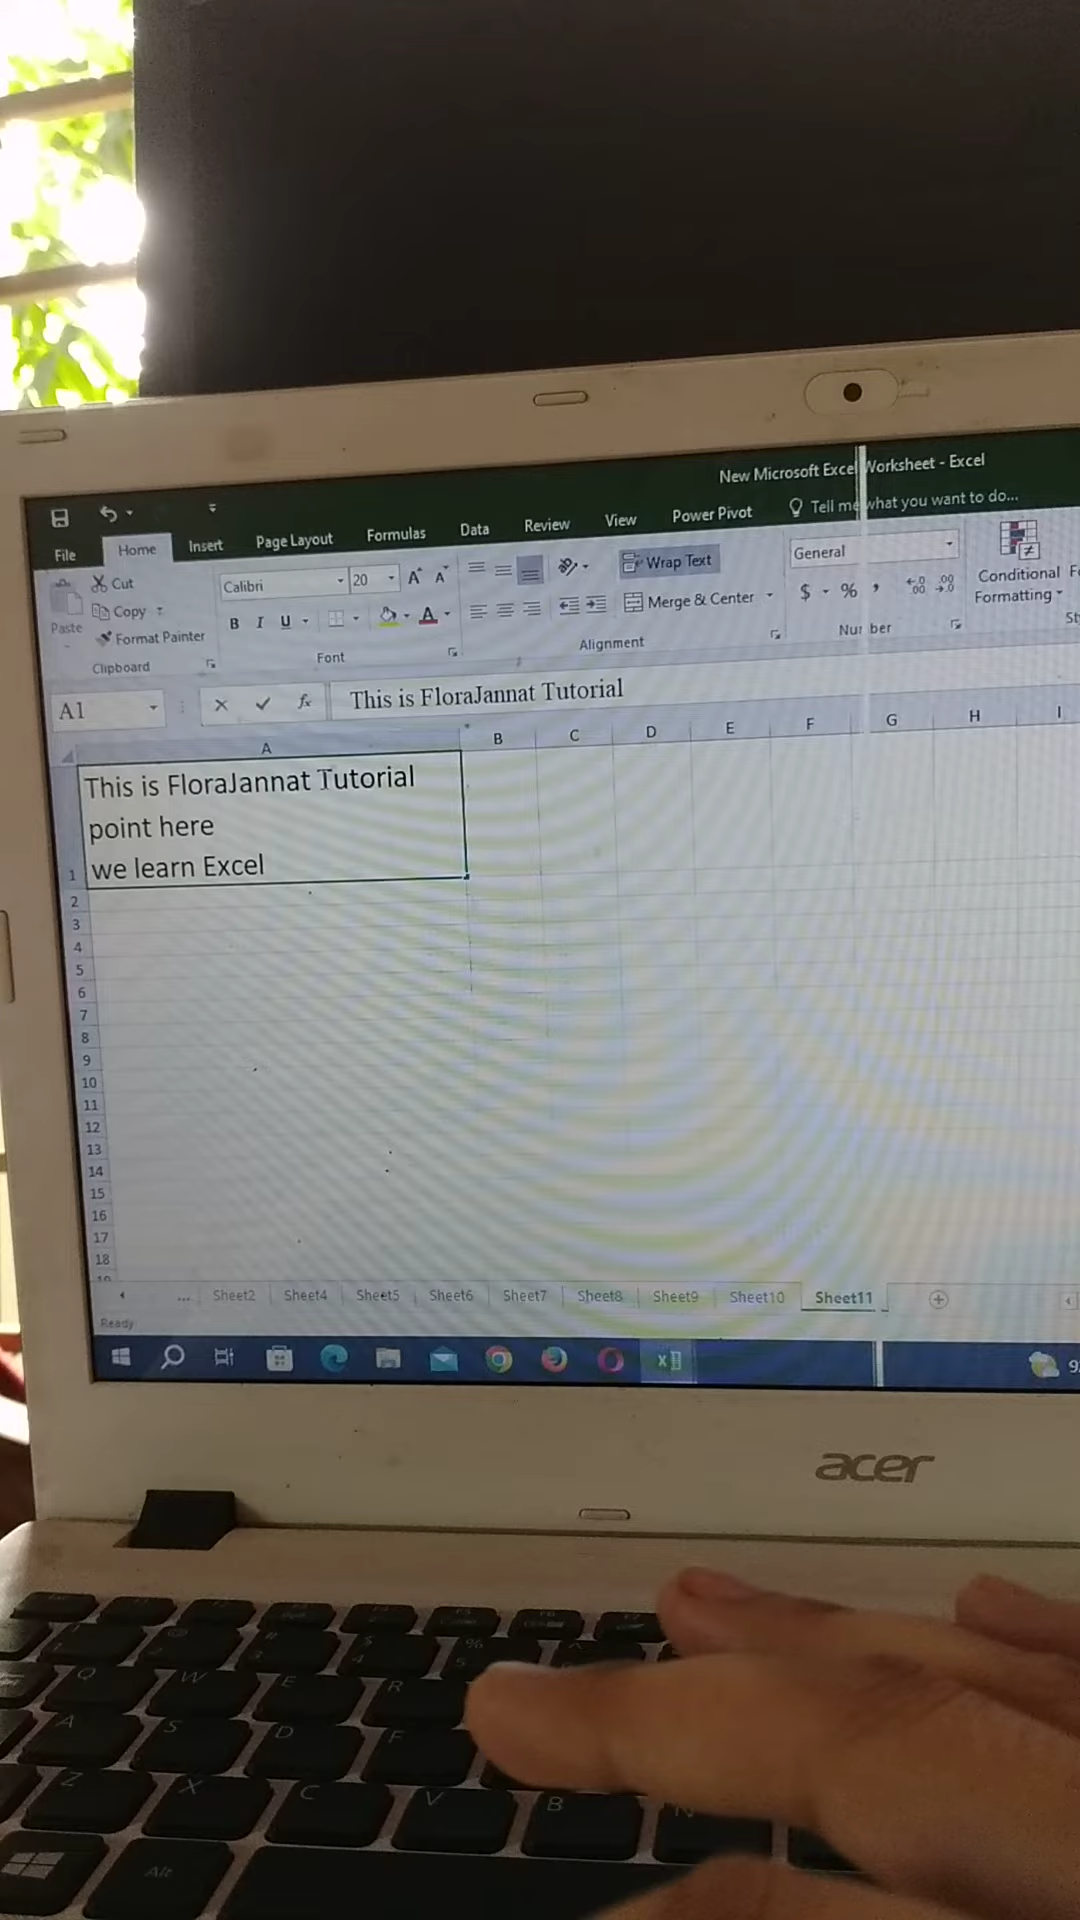 New Microsoft Excel Worksheet - Excel
File Home Insert Page Layout Formulas Data Review View Power Pivot Tell me what you want to do...
Cut
Copy
Format Painter
Paste
Clipboard
Calibri 20 A A
B I U A
Font
Wrap Text
Merge & Center
Alignment
General
$ % , .00 .00
Number
Conditional
Formatting
A1 fx This is FloraJannat Tutorial
A B C D E F G H I
This is FloraJannat Tutorial
point here
we learn Excel
1
2
3
4
5
6
7
8
9
10
11
12
13
14
15
16
17
18
... Sheet2 Sheet4 Sheet5 Sheet6 Sheet7 Sheet8 Sheet9 Sheet10 Sheet11
Ready
acer
Q W E R
A S D F
Z X C V B N
Alt